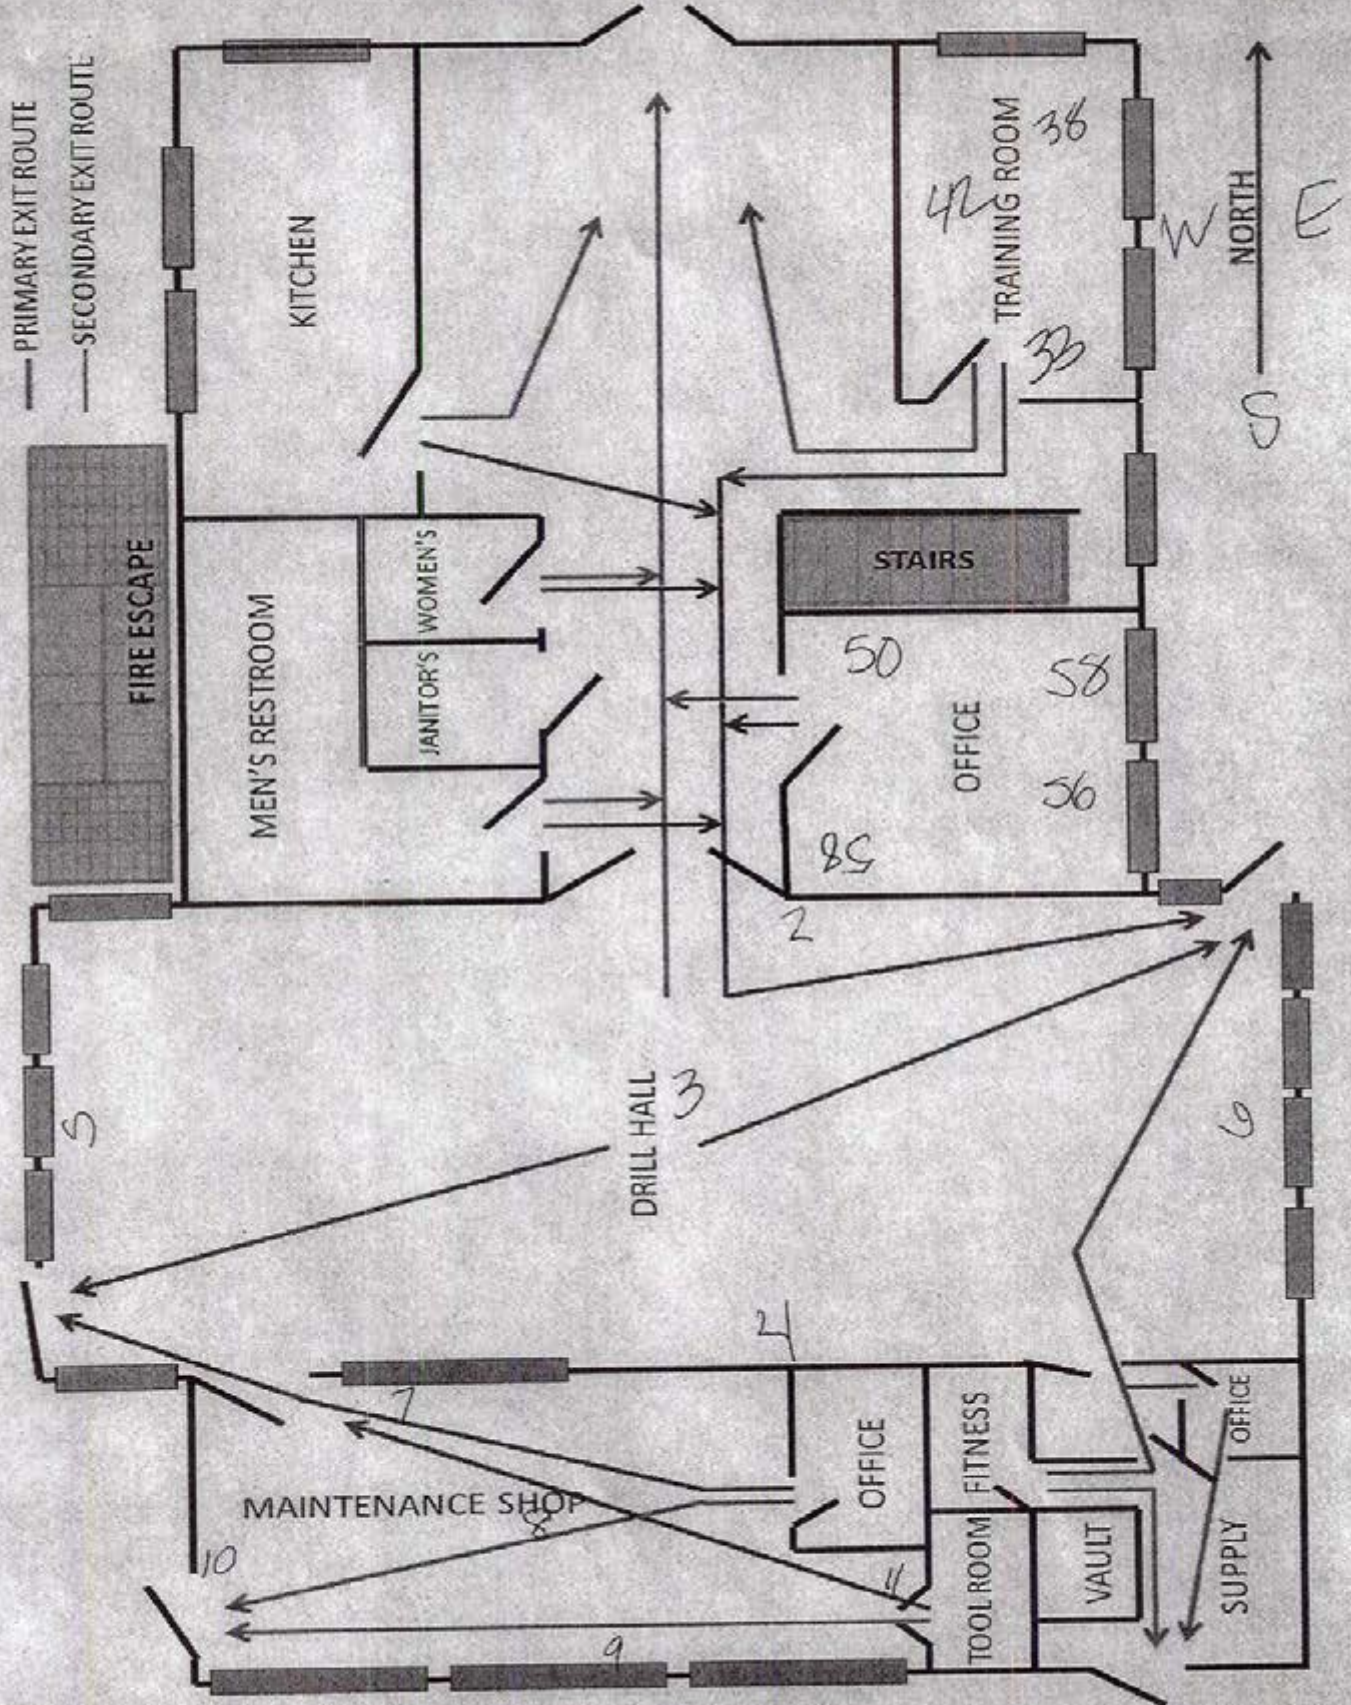 PRIMARY EXIT ROUTE
SECONDARY EXIT ROUTE
FIRE ESCAPE
KITCHEN
MEN'S RESTROOM
WOMEN'S
JANITOR'S
42
TRAINING ROOM
38
33
STAIRS
50
58
OFFICE
56
58
W
NORTH
E
S
2
DRILL HALL
3
5
6
4
7
MAINTENANCE SHOP
8
10
9
OFFICE
FITNESS
TOOL ROOM
VAULT
OFFICE
SUPPLY